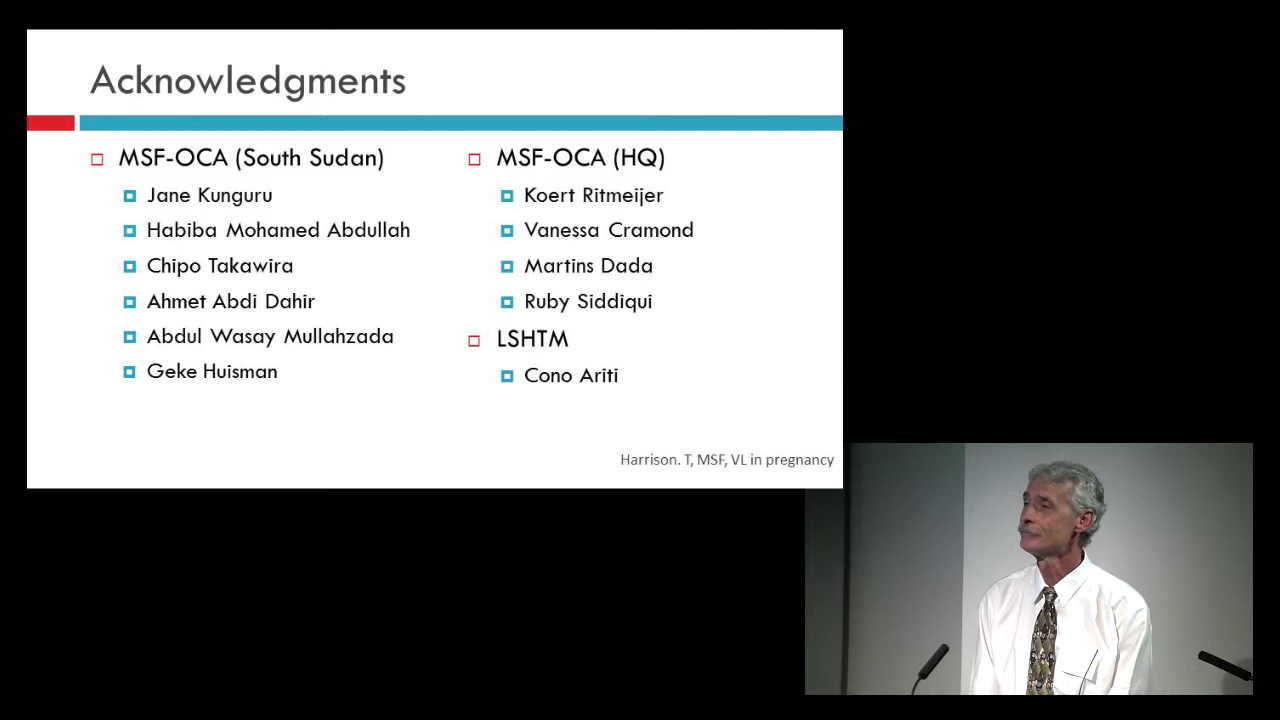 Acknowledgments
MSF-OCA (South Sudan)
Jane Kunguru
Habiba Mohamed Abdullah
Chipo Takawira
Ahmet Abdi Dahir
Abdul Wasay Mullahzada
Geke Huisman
MSF-OCA (HQ)
Koert Ritmeijer
Vanessa Cramond
Martins Dada
Ruby Siddiqui
LSHTM
Cono Ariti
Harrison. T, MSF, VL in pregnancy